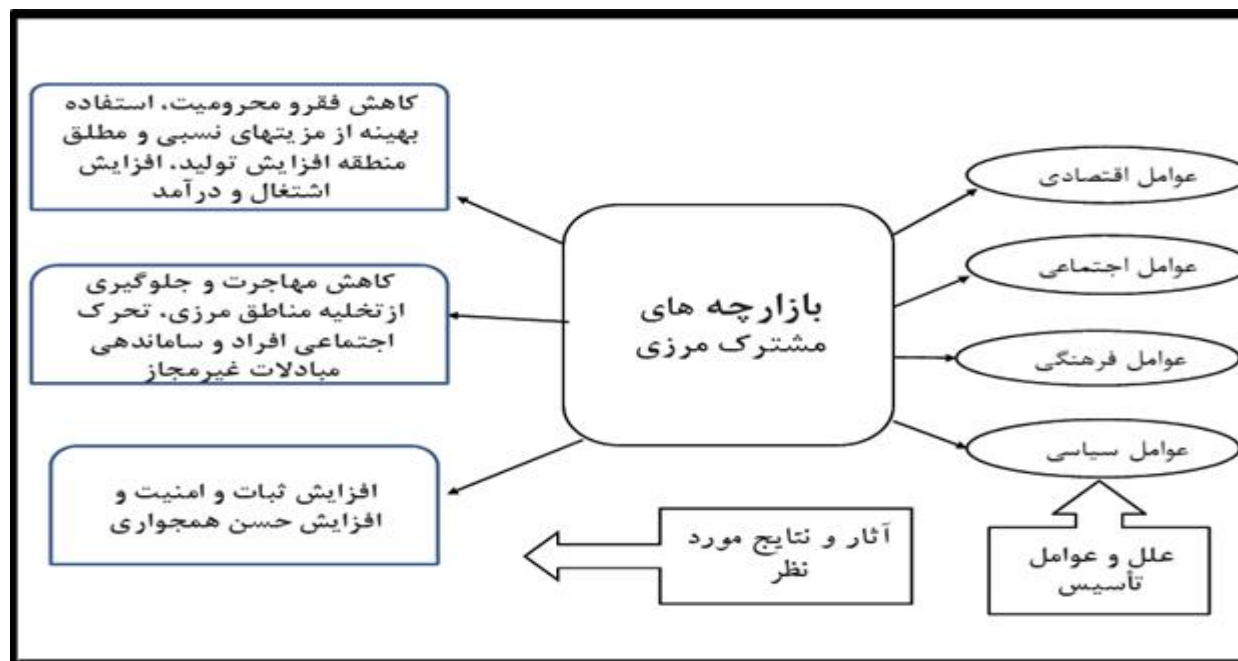 عوامل اقتصادی
عوامل اجتماعی
عوامل فرهنگی
عوامل سیاسی
علل و عوامل
تأسیس
بازارچه های
مشترک مرزی
کاهش فقرو محرومیت، استفاده
بهینه از مزیتهای نسبی و مطلق
منطقه افزایش تولید، افزایش
اشتغال و درآمد
کاهش مهاجرت و جلوگیری
ازتخلیه مناطق مرزی، تحرک
اجتماعی افراد و ساماندهی
مبادلات غیرمجاز
افزایش ثبات و امنیت و
افزایش حسن همجواری
آثار و نتایج مورد
نظر